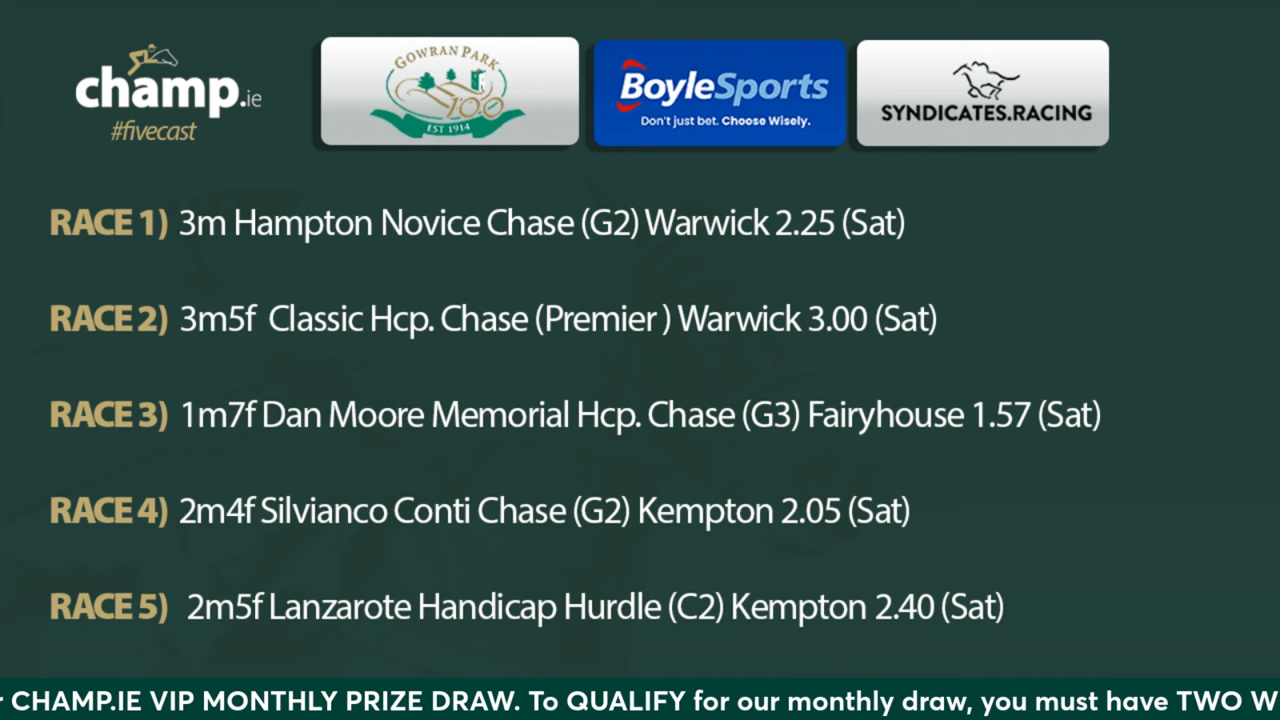 champ.ie
#fivecast
GOWRAN PARK
100
EST 1914
BoyleSports
Don't just bet. Choose Wisely.
SYNDICATES.RACING
RACE 1) 3m Hampton Novice Chase (G2) Warwick 2.25 (Sat)
RACE 2) 3m5f Classic Hcp. Chase (Premier ) Warwick 3.00 (Sat)
RACE 3) 1m7f Dan Moore Memorial Hcp. Chase (G3) Fairyhouse 1.57 (Sat)
RACE 4) 2m4f Silvianco Conti Chase (G2) Kempton 2.05 (Sat)
RACE 5) 2m5f Lanzarote Handicap Hurdle (C2) Kempton 2.40 (Sat)
r CHAMP.IE VIP MONTHLY PRIZE DRAW. To QUALIFY for our monthly draw, you must have TWO W